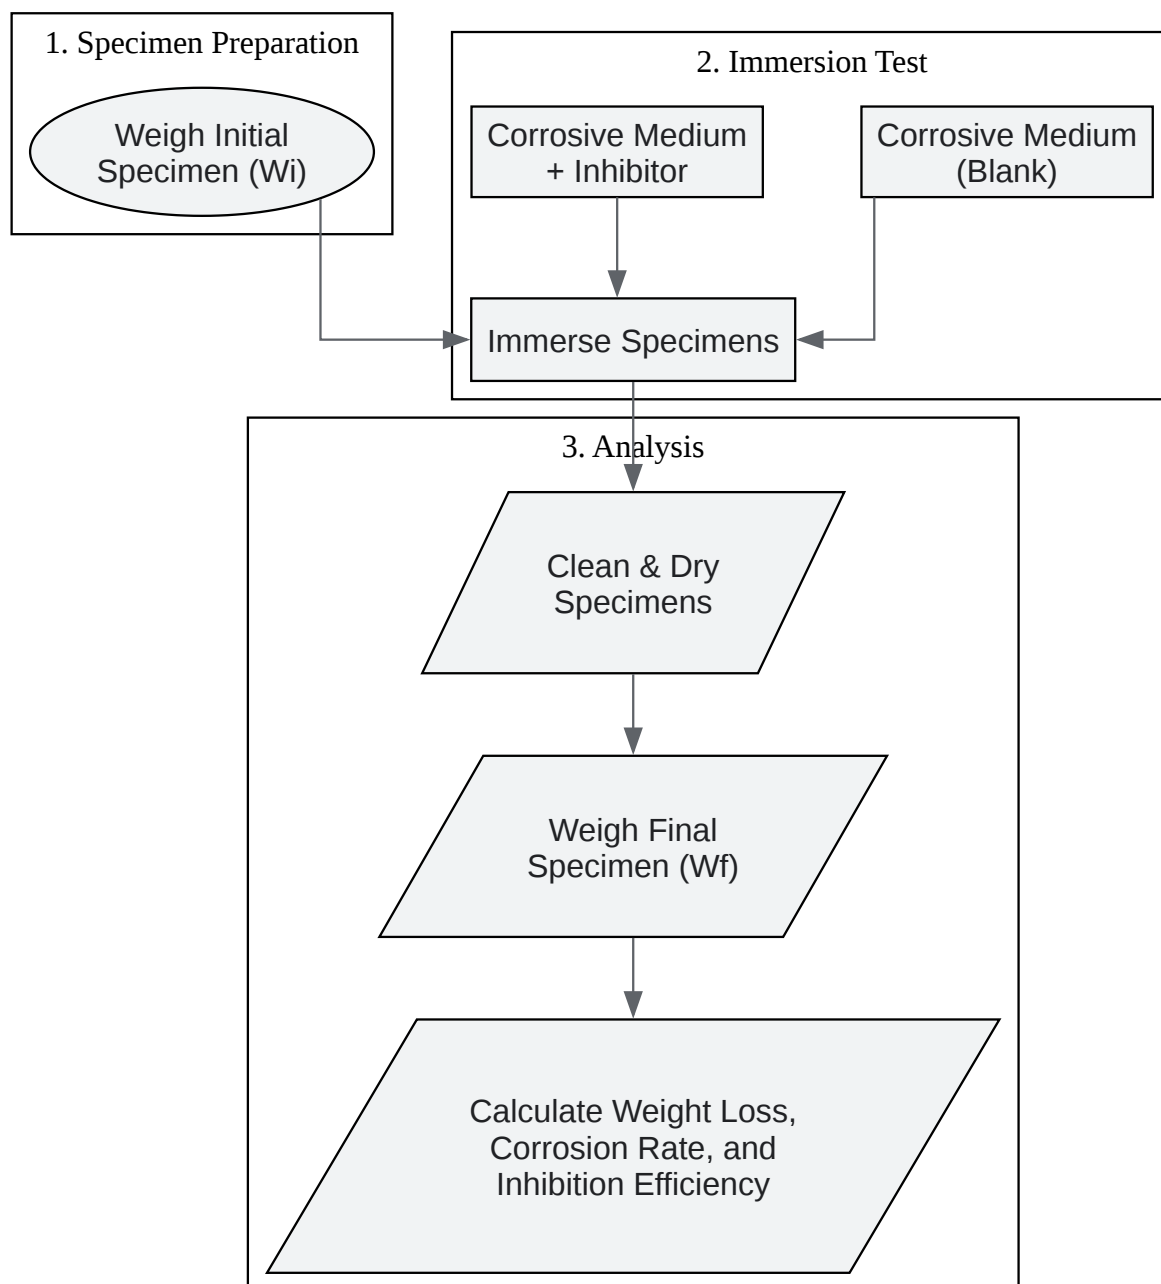 1. Specimen Preparation
Weigh Initial
Specimen (Wi)
2. Immersion Test
Corrosive Medium
+ Inhibitor
Corrosive Medium
(Blank)
Immerse Specimens
3. Analysis
Clean & Dry
Specimens
Weigh Final
Specimen (Wf)
Calculate Weight Loss,
Corrosion Rate, and
Inhibition Efficiency